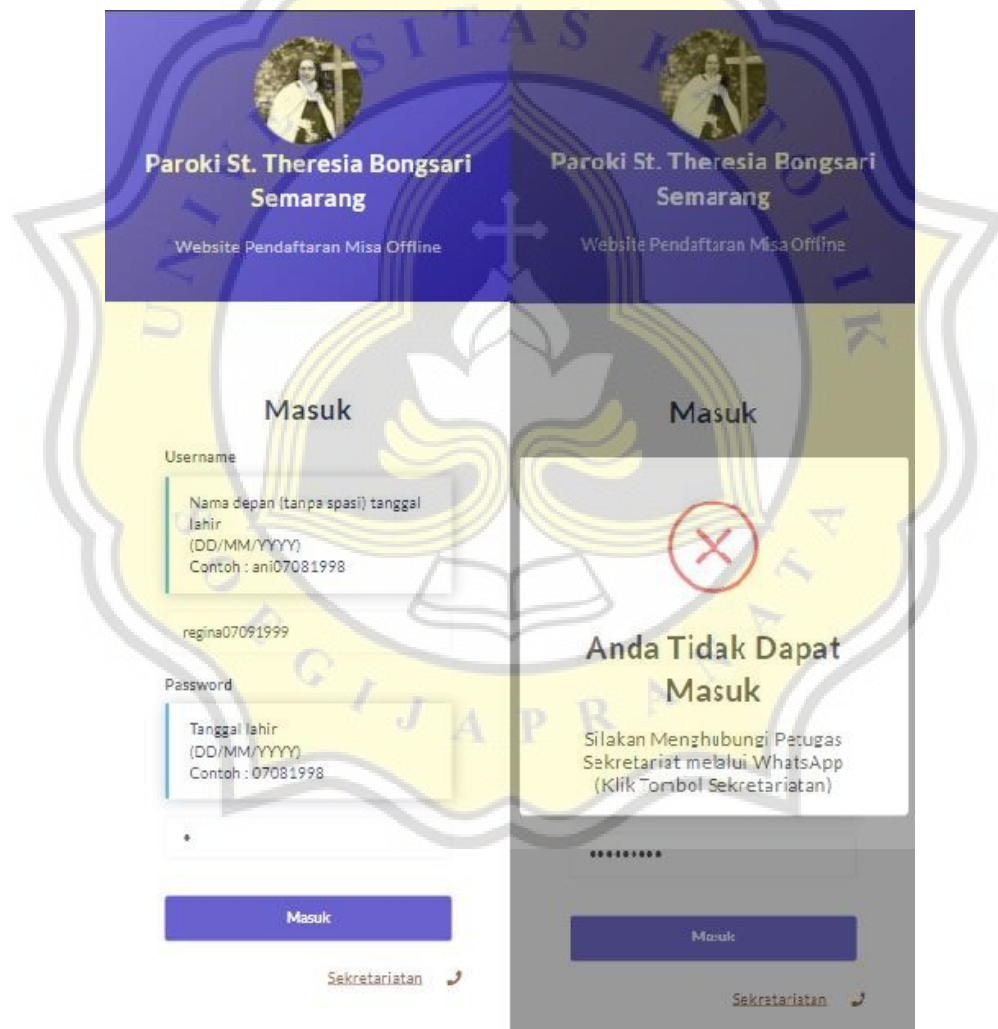 UNIVERSITAS KATOLIK
SOEGIJAPRANATA
Paroki St. Theresia Bongsari
Semarang
Website Pendaftaran Misa Offline
Masuk
Username
Nama depan (tanpa spasi) tanggal
lahir
(DD/MM/YYYY)
Contoh : ani07081998
regina07091999
Password
Tanggal lahir
(DD/MM/YYYY)
Contoh : 07081998
Masuk
Sekretariatan
Paroki St. Theresia Bongsari
Semarang
Website Pendaftaran Misa Offline
Masuk
Anda Tidak Dapat
Masuk
Silakan Menghubungi Petugas
Sekretariat melalui WhatsApp
(Klik Tombol Sekretariatan)
Masuk
Sekretariatan